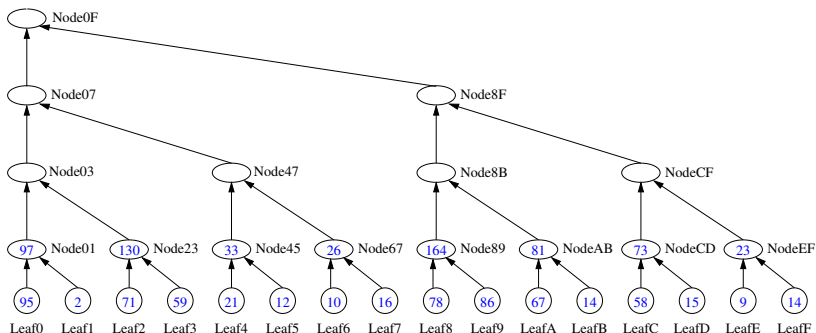 Node0F
Node07 Node8F
Node03 Node47 Node8B NodeCF
97 Node01 130 Node23 33 Node45 26 Node67 164 Node89 81 NodeAB 73 NodeCD 23 NodeEF
95 2 71 59 21 12 10 16 78 86 67 14 58 15 9 14
Leaf0 Leaf1 Leaf2 Leaf3 Leaf4 Leaf5 Leaf6 Leaf7 Leaf8 Leaf9 LeafA LeafB LeafC LeafD LeafE LeafF